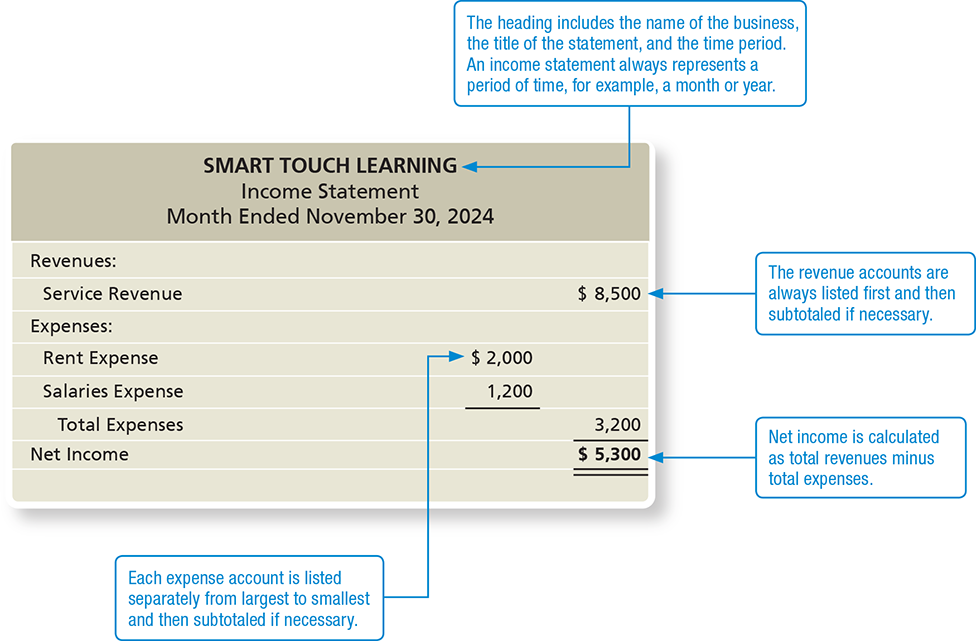 The heading includes the name of the business,
the title of the statement, and the time period.
An income statement always represents a
period of time, for example, a month or year.
SMART TOUCH LEARNING
Income Statement
Month Ended November 30, 2024
Revenues:
Service Revenue $ 8,500
The revenue accounts are
always listed first and then
subtotaled if necessary.
Expenses:
Rent Expense $ 2,000
Salaries Expense 1,200
Total Expenses 3,200
Net Income $ 5,300
Net income is calculated
as total revenues minus
total expenses.
Each expense account is listed
separately from largest to smallest
and then subtotaled if necessary.